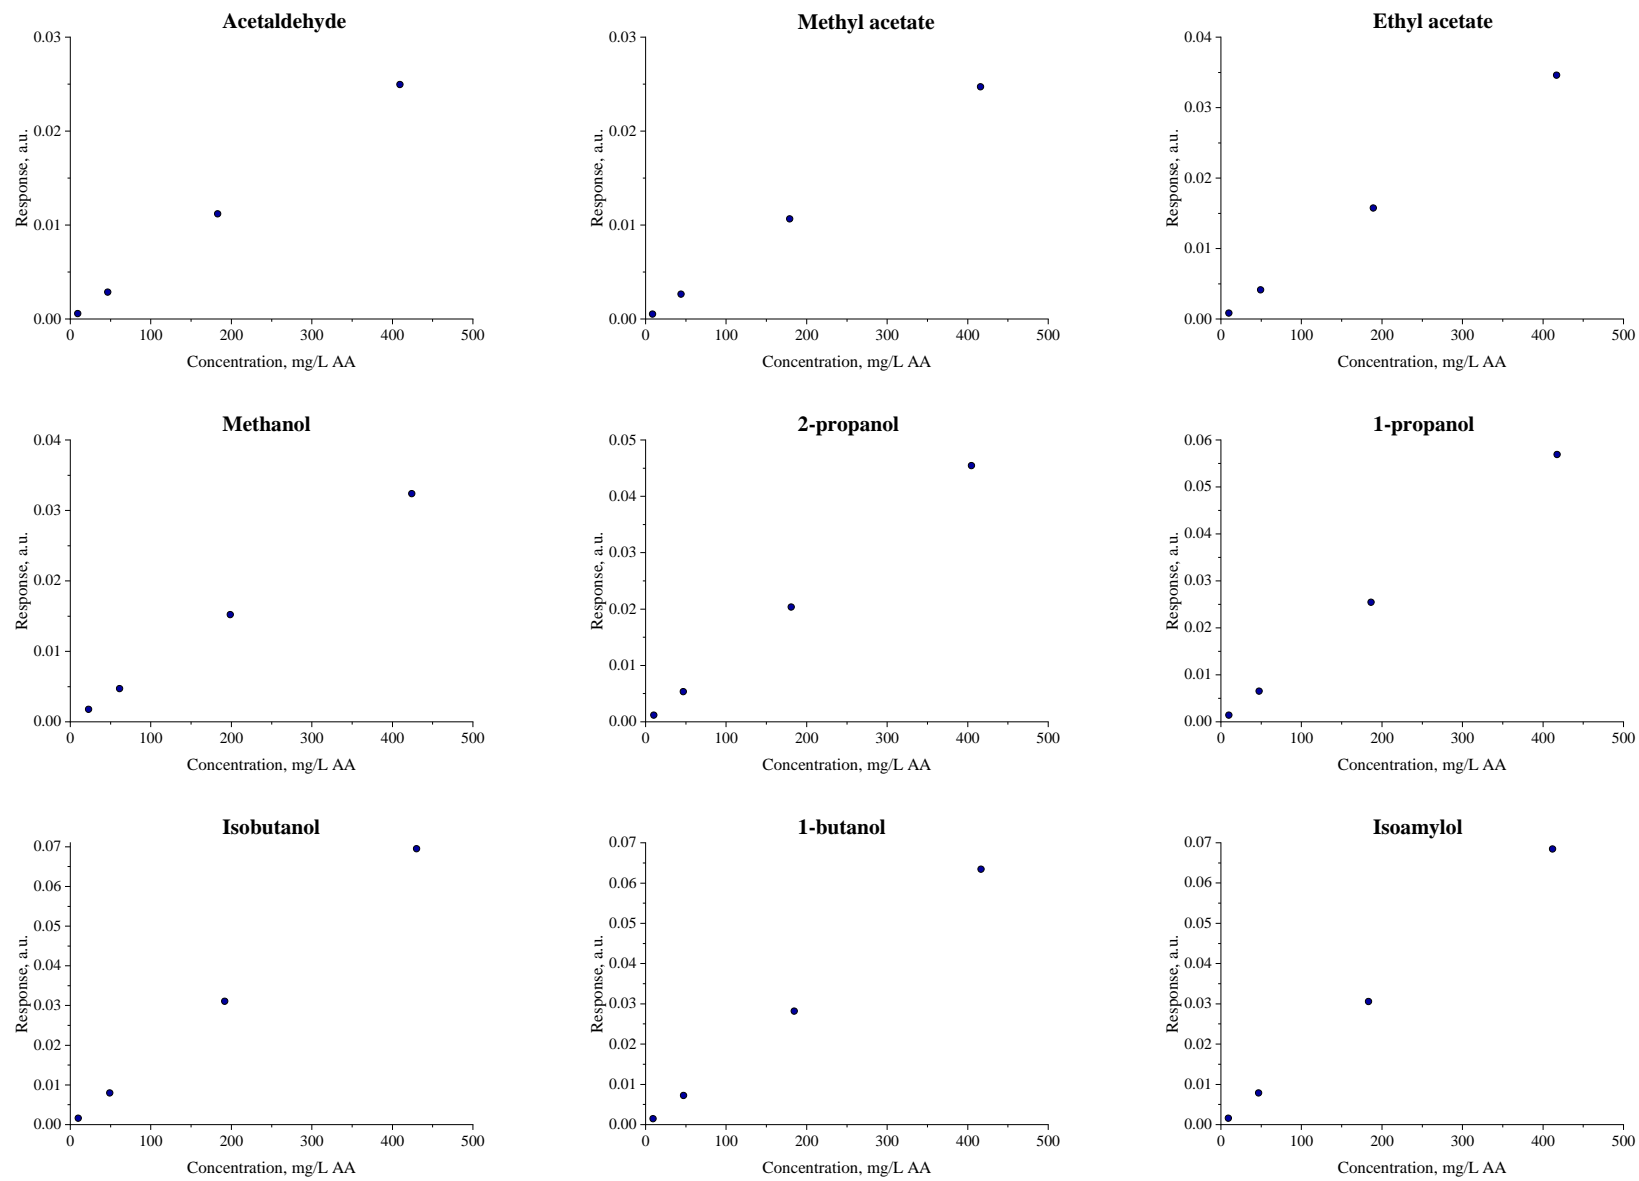 Acetaldehyde
0.03
0.02
0.01
0.00
Response, a.u.
0 100 200 300 400 500
Concentration, mg/L AA
Methyl acetate
0.03
0.02
0.01
0.00
Response, a.u.
0 100 200 300 400 500
Concentration, mg/L AA
Ethyl acetate
0.04
0.03
0.02
0.01
0.00
Response, a.u.
0 100 200 300 400 500
Concentration, mg/L AA
Methanol
0.04
0.03
0.02
0.01
0.00
Response, a.u.
0 100 200 300 400 500
Concentration, mg/L AA
2-propanol
0.05
0.04
0.03
0.02
0.01
0.00
Response, a.u.
0 100 200 300 400 500
Concentration, mg/L AA
1-propanol
0.06
0.05
0.04
0.03
0.02
0.01
0.00
Response, a.u.
0 100 200 300 400 500
Concentration, mg/L AA
Isobutanol
0.07
0.06
0.05
0.04
0.03
0.02
0.01
0.00
Response, a.u.
0 100 200 300 400 500
Concentration, mg/L AA
1-butanol
0.07
0.06
0.05
0.04
0.03
0.02
0.01
0.00
Response, a.u.
0 100 200 300 400 500
Concentration, mg/L AA
Isoamylol
0.07
0.06
0.05
0.04
0.03
0.02
0.01
0.00
Response, a.u.
0 100 200 300 400 500
Concentration, mg/L AA